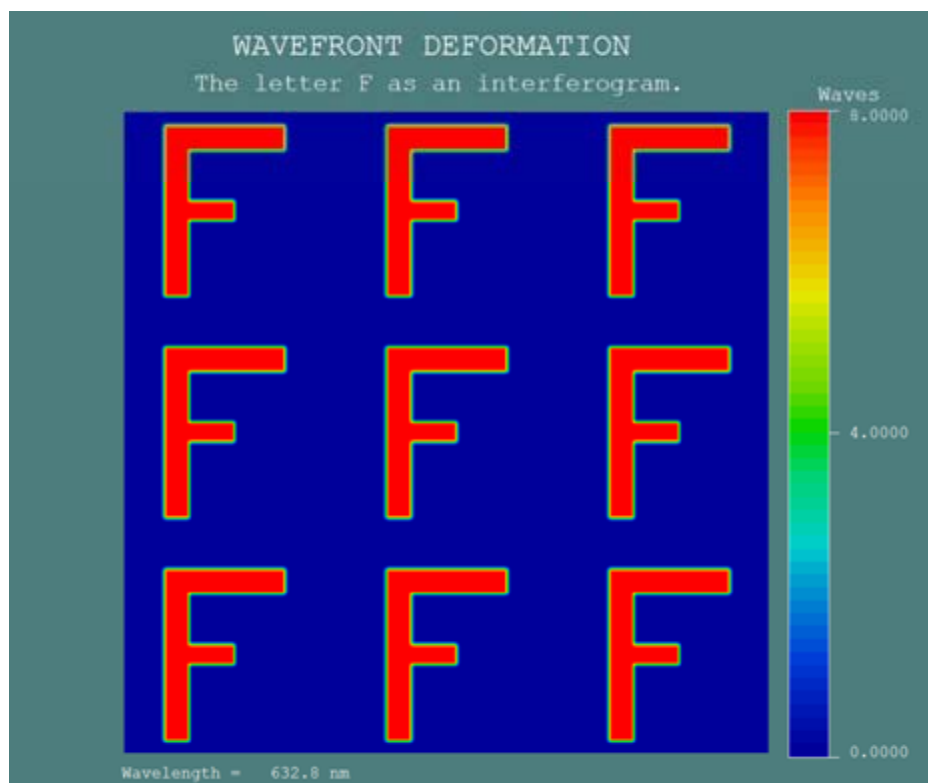 WAVEFRONT DEFORMATION
The letter F as an interferogram.
Waves
8.0000
F F F
4.0000
F F F
F F F
0.0000
Wavelength = 632.8 nm